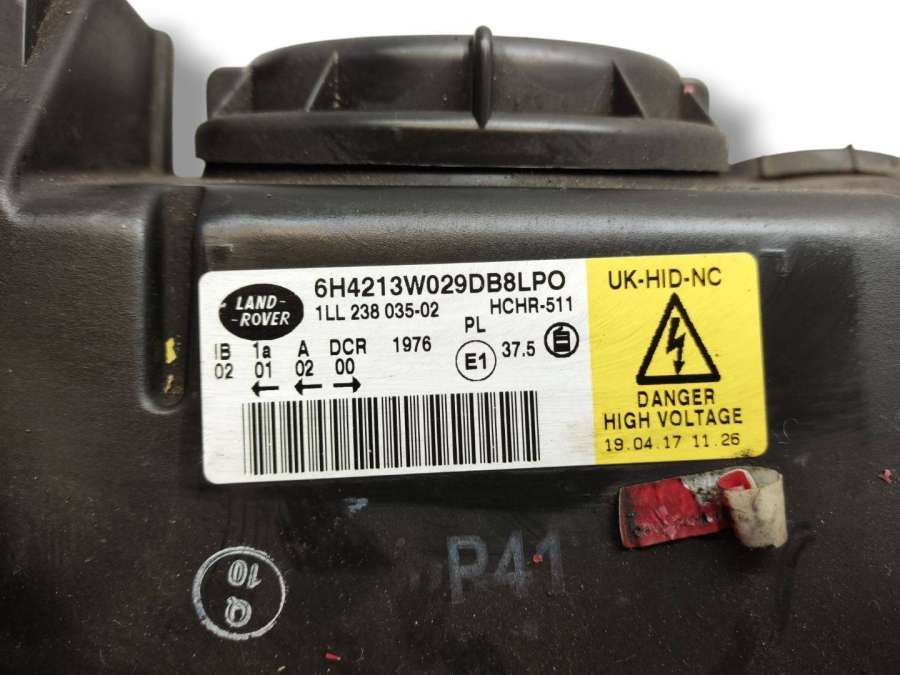 LAND-
-ROVER
6H4213W029DB8LPO
1LL 238 035-02
HCHR-511
IB 1a A DCR 1976 PL
02 01 02 00 E1 37.5
UK-HID-NC
DANGER
HIGH VOLTAGE
19.04.17 11.26
P41
Q
10